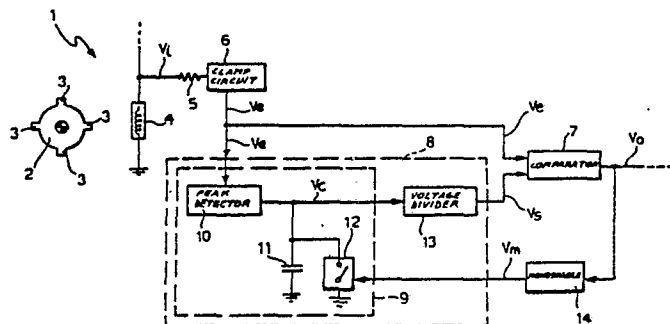 1
3
3
3
3
2
V1
5
4
6
CLAMP
CIRCUIT
Ve
Ve
Ve
8
7
COMPARATOR
Vo
Vs
PEAK
DETECTOR
10
Vc
VOLTAGE
DIVIDER
13
11
12
9
Vm
MONOSTABLE
14